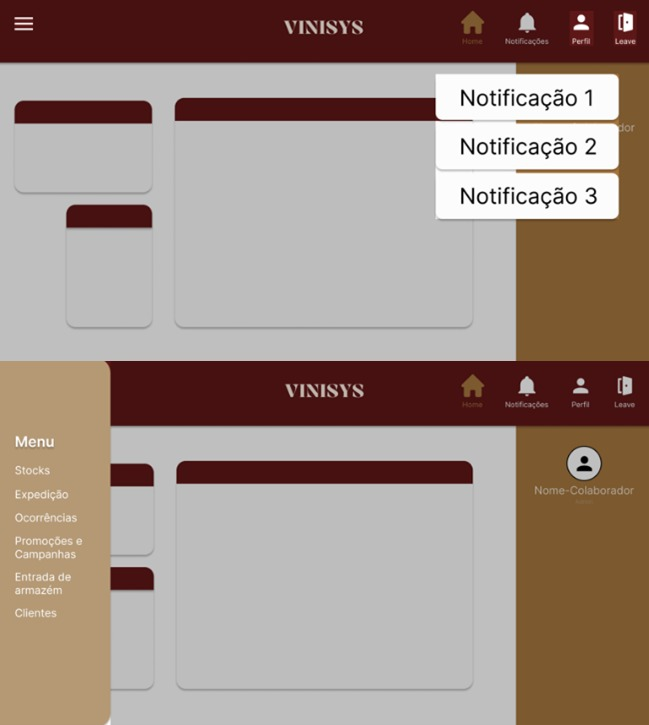 VINISYS
Home
Notificações
Perfil
Leave
Notificação 1
dor
Notificação 2
Notificação 3
VINISYS
Home
Notificações
Perfil
Leave
Menu
Stocks
Expedição
Ocorrências
Promoções e
Campanhas
Entrada de
armazém
Clientes
Nome-Colaborador